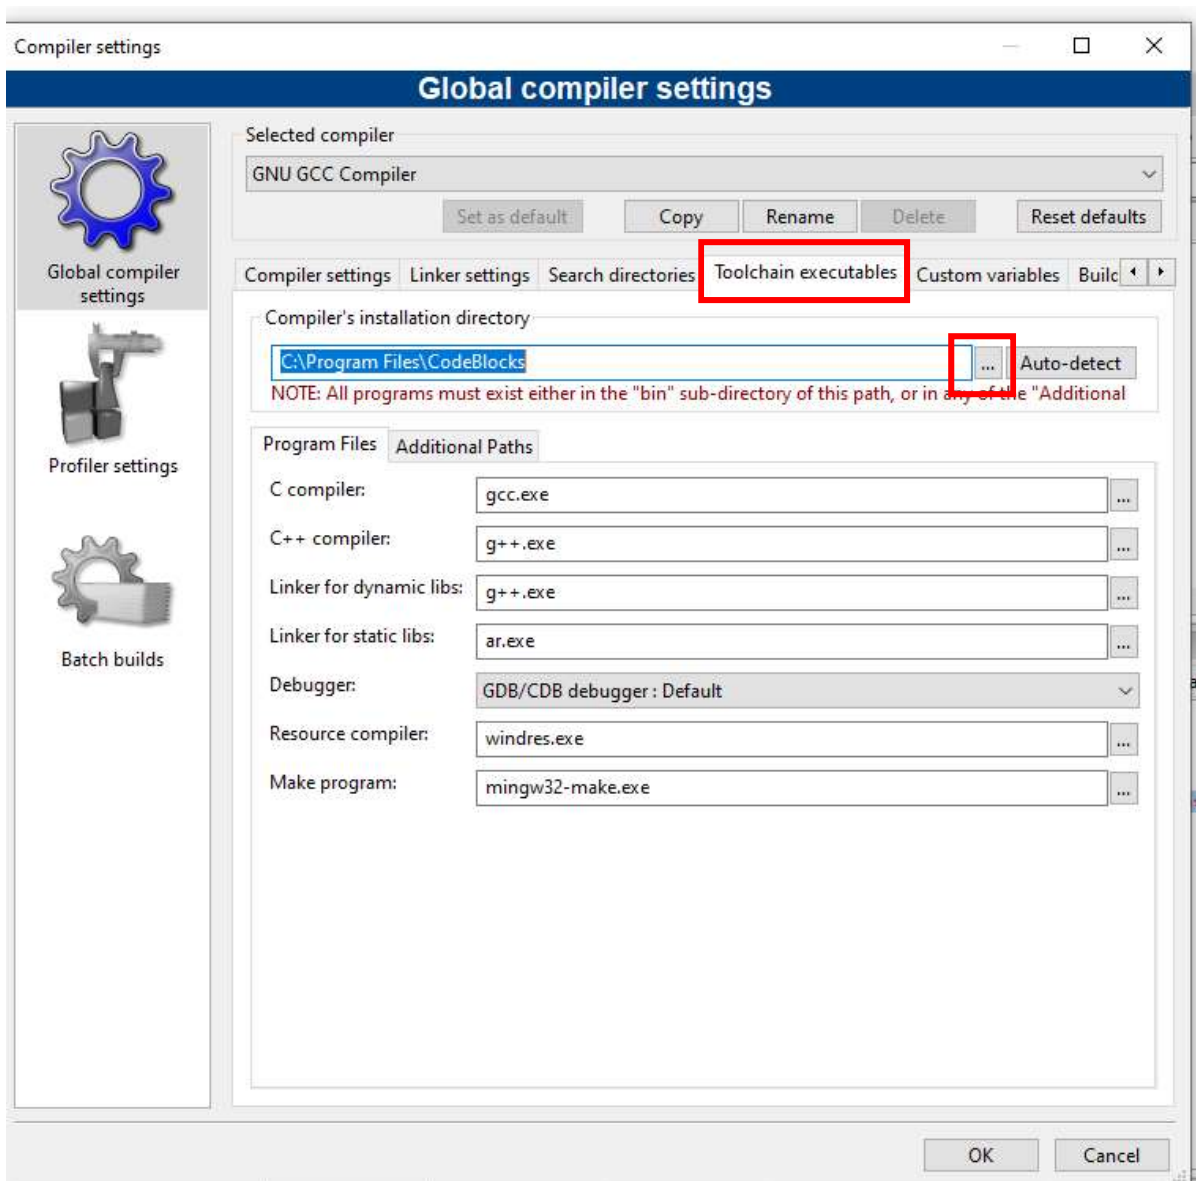 Compiler settings
Global compiler settings
Global compiler
settings
Profiler settings
Batch builds
Selected compiler
GNU GCC Compiler
Set as default Copy Rename Delete Reset defaults
Compiler settings Linker settings Search directories Toolchain executables Custom variables Builc
Compiler's installation directory
C:\Program Files\CodeBlocks ... Auto-detect
NOTE: All programs must exist either in the "bin" sub-directory of this path, or in any of the "Additional
Program Files Additional Paths
C compiler: gcc.exe ...
C++ compiler: g++.exe ...
Linker for dynamic libs: g++.exe ...
Linker for static libs: ar.exe ...
Debugger: GDB/CDB debugger : Default
Resource compiler: windres.exe ...
Make program: mingw32-make.exe ...
OK Cancel